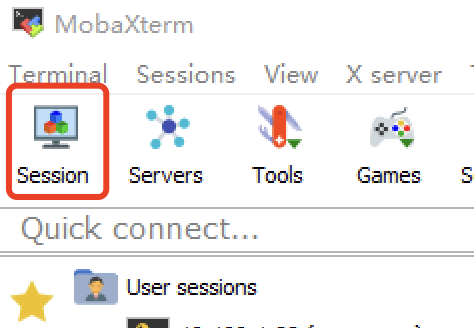 MobaXterm
Terminal Sessions View X server
Session Servers Tools Games
Quick connect...
User sessions